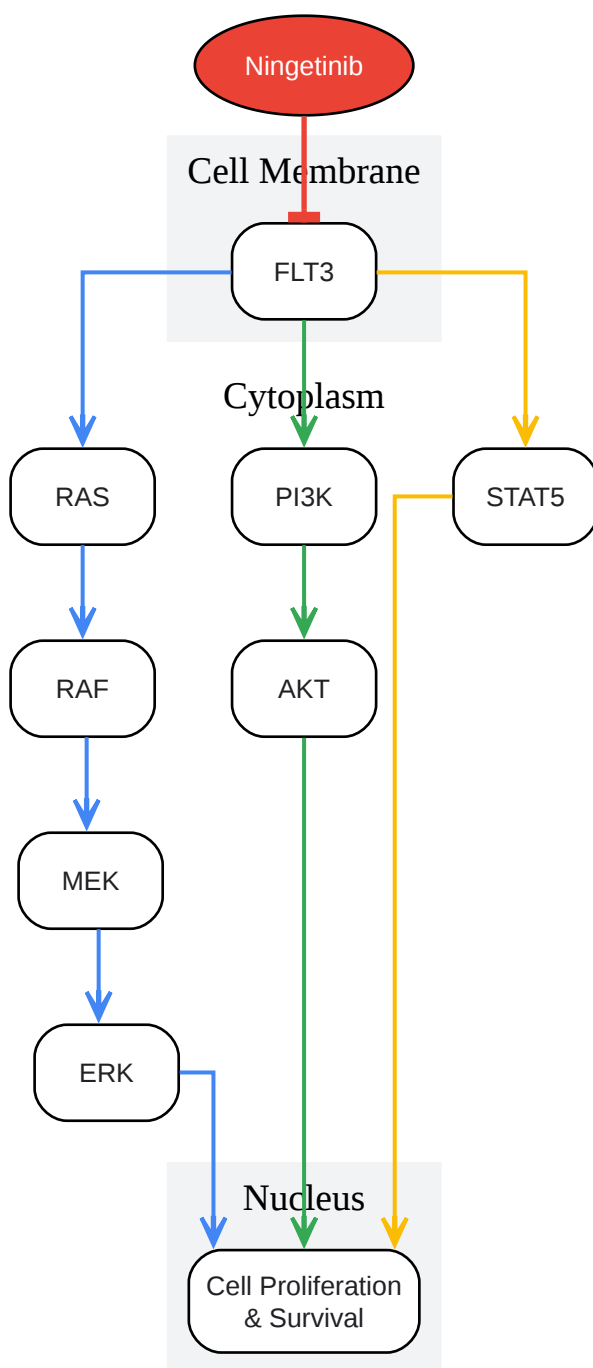 Ningetinib
Cell Membrane
FLT3
Cytoplasm
RAS
PI3K
STAT5
RAF
AKT
MEK
ERK
Nucleus
Cell Proliferation
& Survival